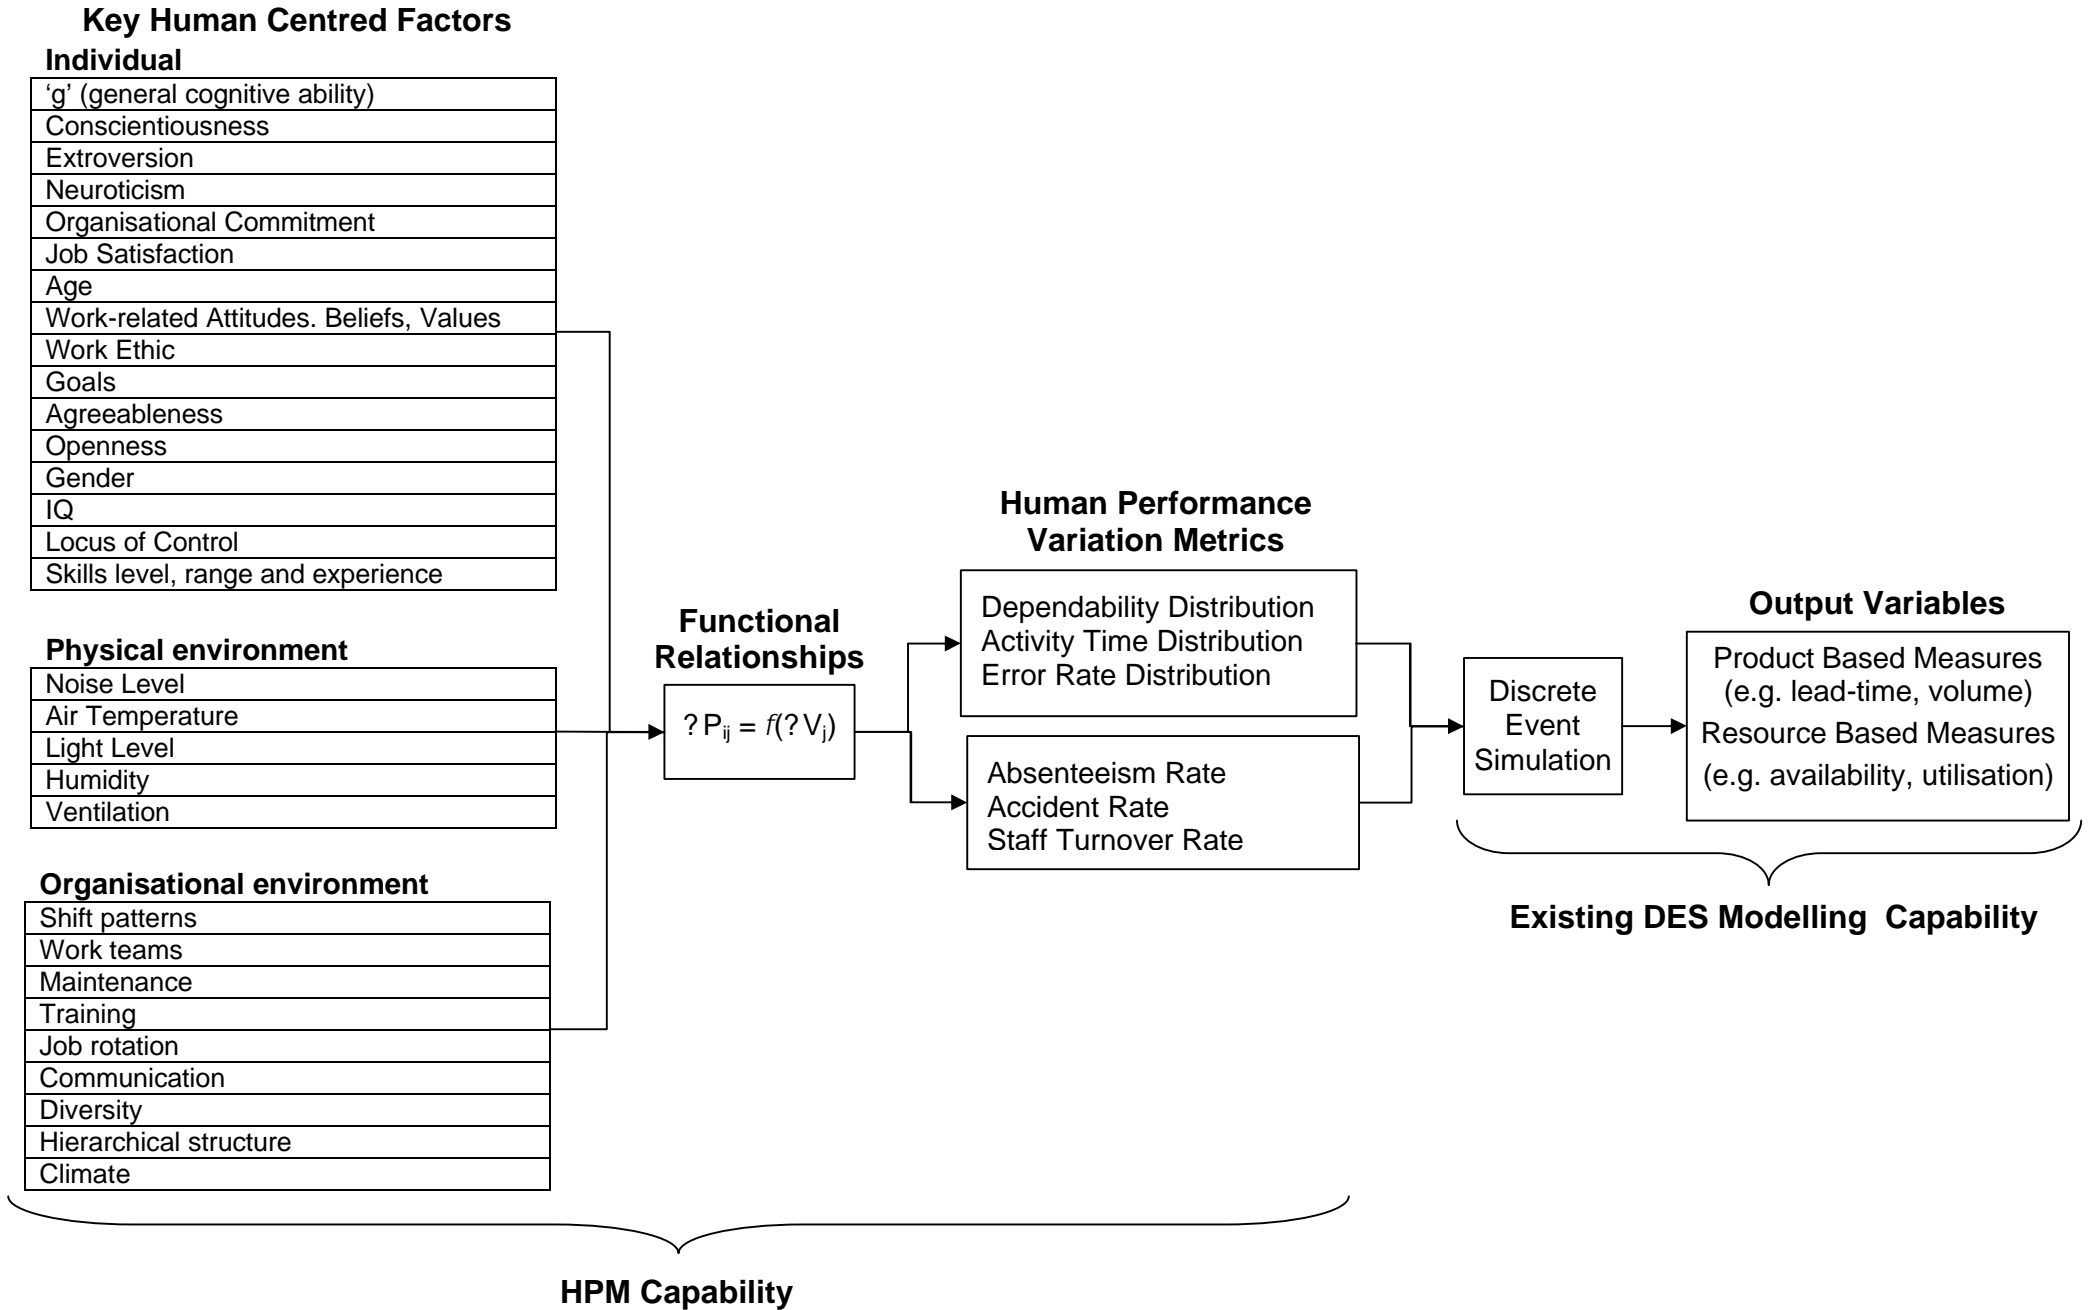 Key Human Centred Factors
Individual
‘g’ (general cognitive ability)
Conscientiousness
Extroversion
Neuroticism
Organisational Commitment
Job Satisfaction
Age
Work-related Attitudes. Beliefs, Values
Work Ethic
Goals
Agreeableness
Openness
Gender
IQ
Locus of Control
Skills level, range and experience
Physical environment
Noise Level
Air Temperature
Light Level
Humidity
Ventilation
Organisational environment
Shift patterns
Work teams
Maintenance
Training
Job rotation
Communication
Diversity
Hierarchical structure
Climate
Functional
Relationships
? Pij = f(? Vj)
Human Performance
Variation Metrics
Dependability Distribution
Activity Time Distribution
Error Rate Distribution
Absenteeism Rate
Accident Rate
Staff Turnover Rate
Discrete
Event
Simulation
Output Variables
Product Based Measures
(e.g. lead-time, volume)
Resource Based Measures
(e.g. availability, utilisation)
Existing DES Modelling  Capability
HPM Capability